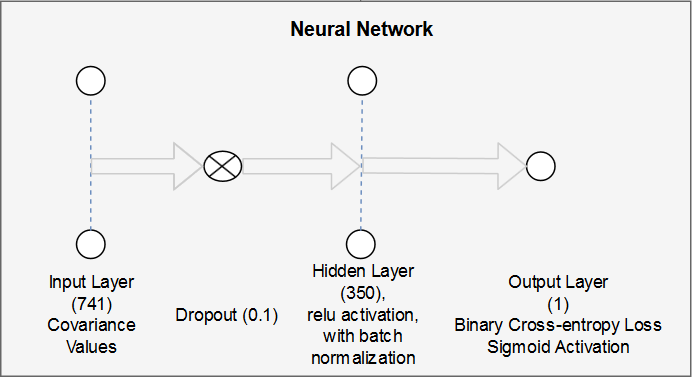 Neural Network
Input Layer
(741)
Covariance
Values
Dropout (0.1)
Hidden Layer
(350),
relu activation,
with batch
normalization
Output Layer
(1)
Binary Cross-entropy Loss
Sigmoid Activation